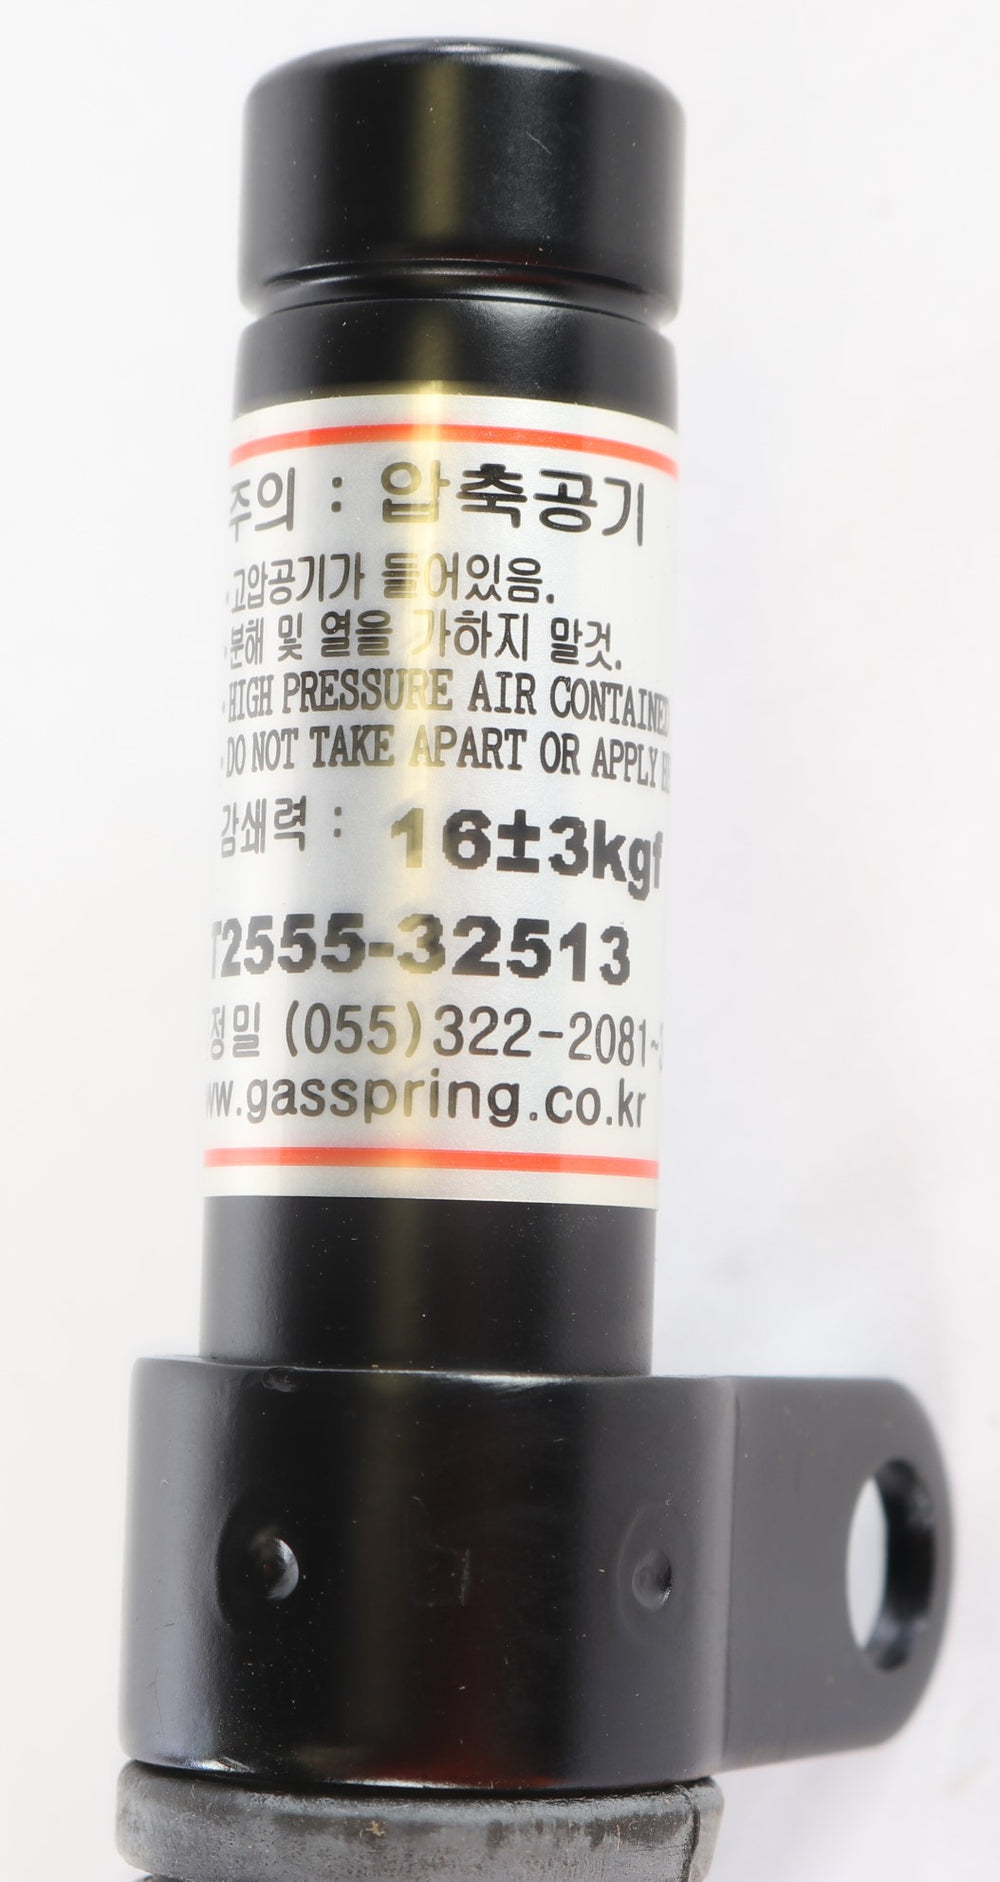 주의 : 압축공기
·고압공기가 들어있음.
·분해 및 열을 가하지 말것.
·HIGH PRESSURE AIR CONTAINED
·DO NOT TAKE APART OR APPLY
감쇄력 : 16±3kgf
T2555-32513
정밀 (055)322-2081~
ww.gasspring.co.kr